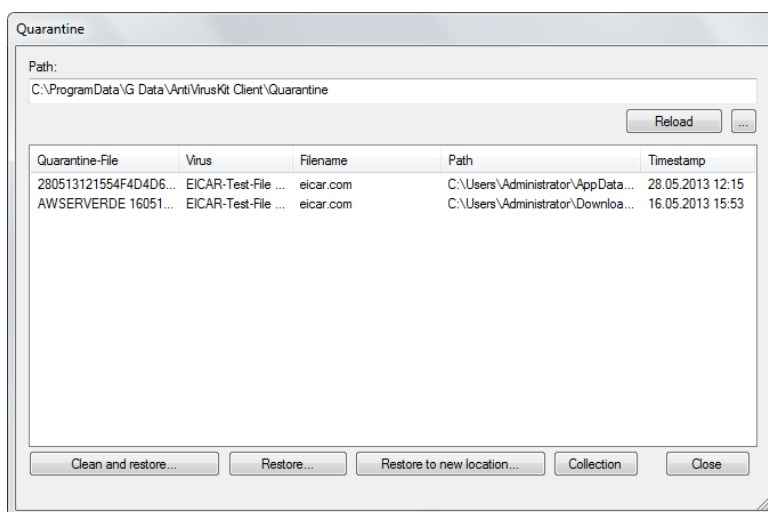 Quarantine
Path:
C:\ProgramData\G Data\AntiVirusKit Client\Quarantine
Reload ...
Quarantine-File Virus Filename Path Timestamp
280513121554F4D4D6... EICAR-Test-File ... eicar.com C:\Users\Administrator\AppData... 28.05.2013 12:15
AWSERVERDE 16051... EICAR-Test-File ... eicar.com C:\Users\Administrator\Downloa... 16.05.2013 15:53
Clean and restore... Restore... Restore to new location... Collection Close